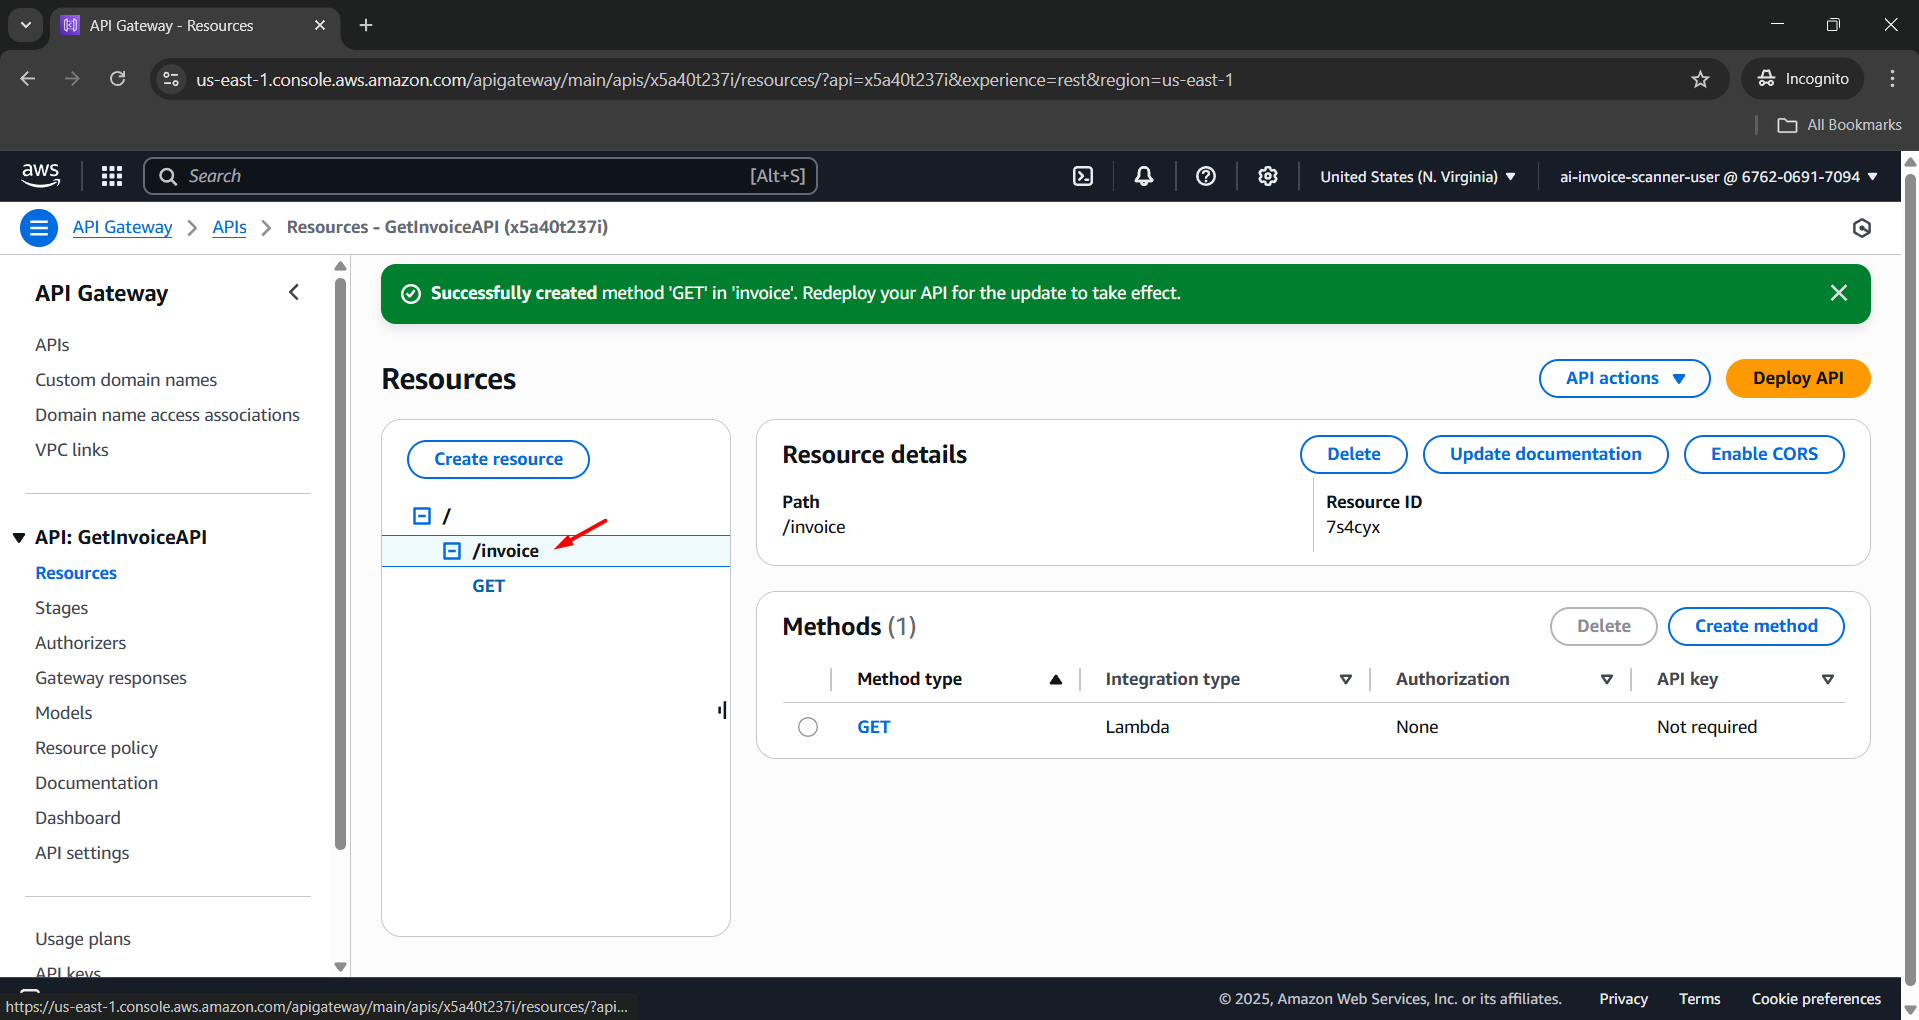 API Gateway - Resources
us-east-1.console.aws.amazon.com/apigateway/main/apis/x5a40t237i/resources/?api=x5a40t237i&experience=rest&region=us-east-1
Incognito
All Bookmarks
aws
Search
[Alt+S]
United States (N. Virginia)
ai-invoice-scanner-user @ 6762-0691-7094
API Gateway
APIs
Resources - GetInvoiceAPI (x5a40t237i)
API Gateway
APIs
Custom domain names
Domain name access associations
VPC links
API: GetInvoiceAPI
Resources
Stages
Authorizers
Gateway responses
Models
Resource policy
Documentation
Dashboard
API settings
Usage plans
API keys
Successfully created method 'GET' in 'invoice'. Redeploy your API for the update to take effect.
Resources
API actions
Deploy API
Create resource
/
/invoice
GET
Resource details
Delete
Update documentation
Enable CORS
Path
/invoice
Resource ID
7s4cyx
Methods (1)
Delete
Create method
Method type
Integration type
Authorization
API key
GET
Lambda
None
Not required
https://us-east-1.console.aws.amazon.com/apigateway/main/apis/x5a40t237i/resources/?api...
© 2025, Amazon Web Services, Inc. or its affiliates.
Privacy
Terms
Cookie preferences